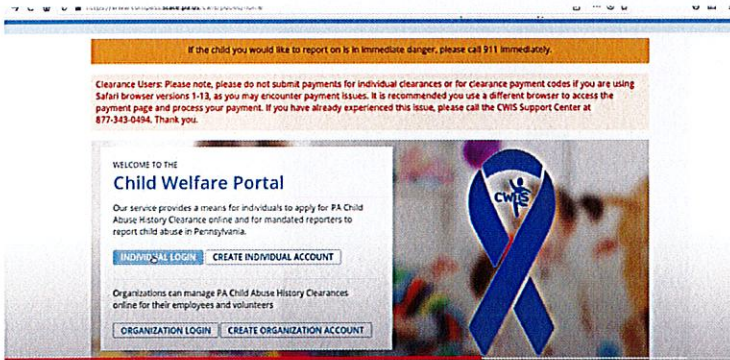 If the child you would like to report on is in immediate danger, please call 911 immediately.
Clearance Users: Please note, please do not submit payments for individual clearances or for clearance payment codes if you are using
Safari browser versions 1-13, as you may encounter payment issues. It is recommended you use a different browser to access the
payment page and process your payment. If you have already experienced this issue, please call the CWIS Support Center at
877-343-0494. Thank you.
WELCOME TO THE
Child Welfare Portal
CWIS
Our service provides a means for individuals to apply for PA Child
Abuse History Clearance online and for mandated reporters to
report child abuse in Pennsylvania.
INDIVIDUAL LOGIN CREATE INDIVIDUAL ACCOUNT
Organizations can manage PA Child Abuse History Clearances
online for their employees and volunteers
ORGANIZATION LOGIN CREATE ORGANIZATION ACCOUNT